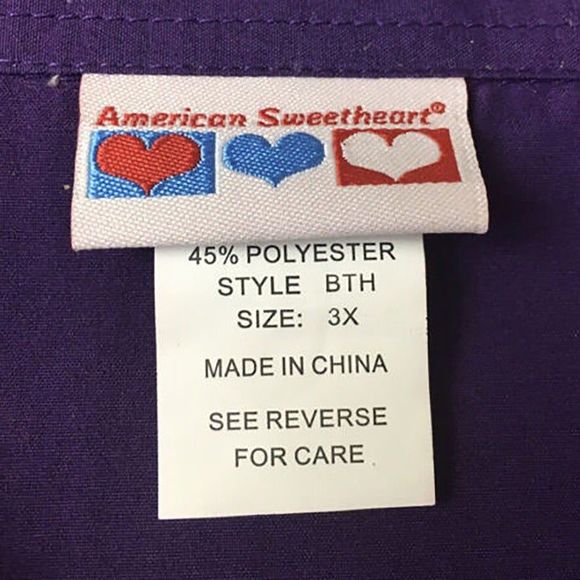 American Sweetheart®
45% POLYESTER
STYLE BTH
SIZE: 3X
MADE IN CHINA
SEE REVERSE
FOR CARE